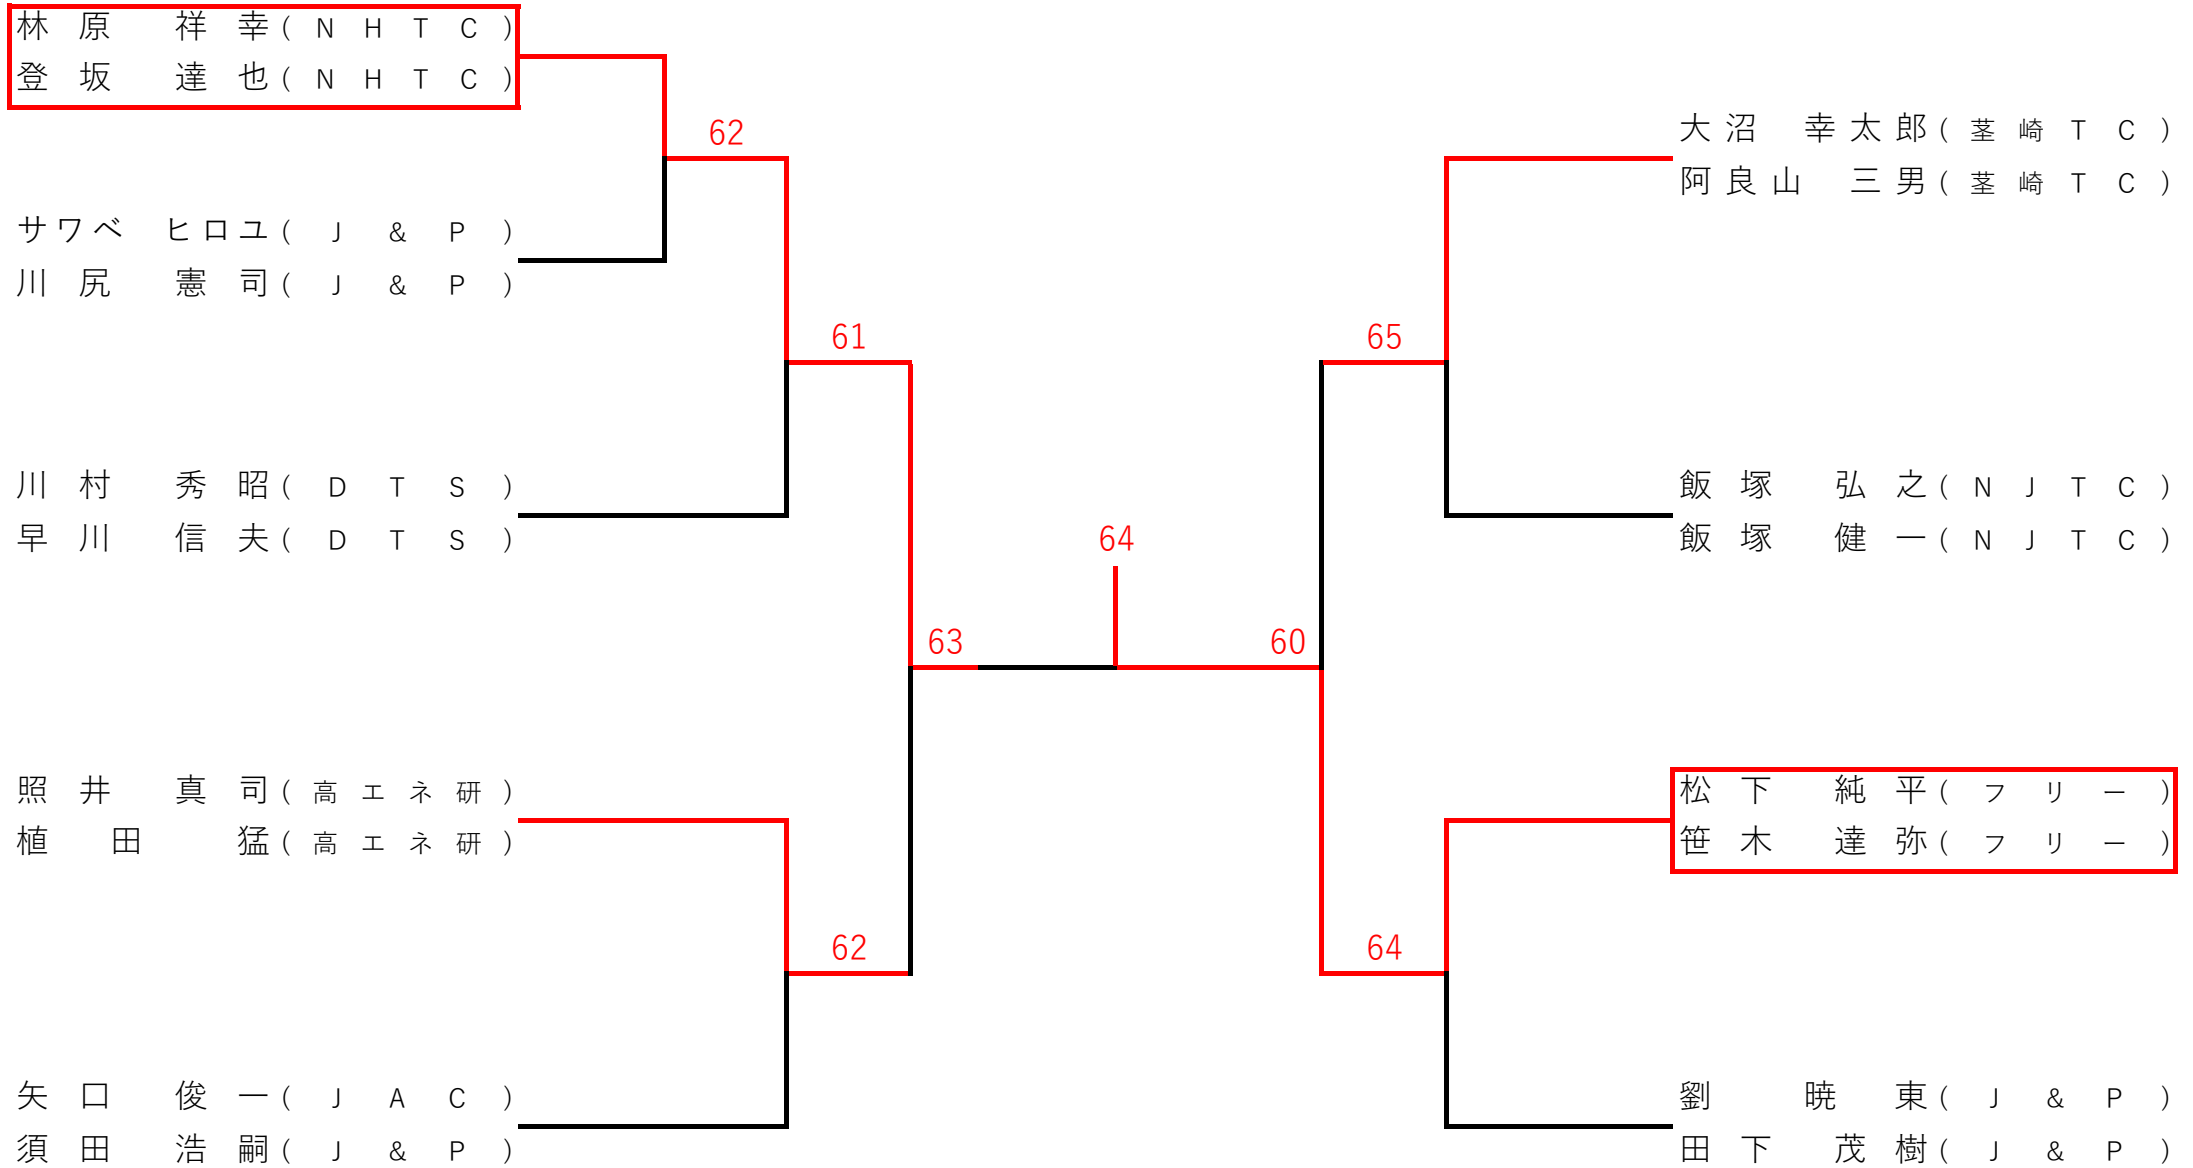 林原 祥幸(NHTC)
登坂 達也(NHTC)
62
サワベ ヒロユ(J&P)
川尻 憲司(J&P)
61
川村 秀昭(DTS)
早川 信夫(DTS)
63
照井 真司(高エネ研)
植田 猛(高エネ研)
62
矢口 俊一(JAC)
須田 浩嗣(J&P)
64
大沼 幸太郎(茎崎TC)
阿良山 三男(茎崎TC)
65
飯塚 弘之(NJTC)
飯塚 健一(NJTC)
60
松下 純平(フリー)
笹木 達弥(フリー)
64
劉 暁東(J&P)
田下 茂樹(J&P)